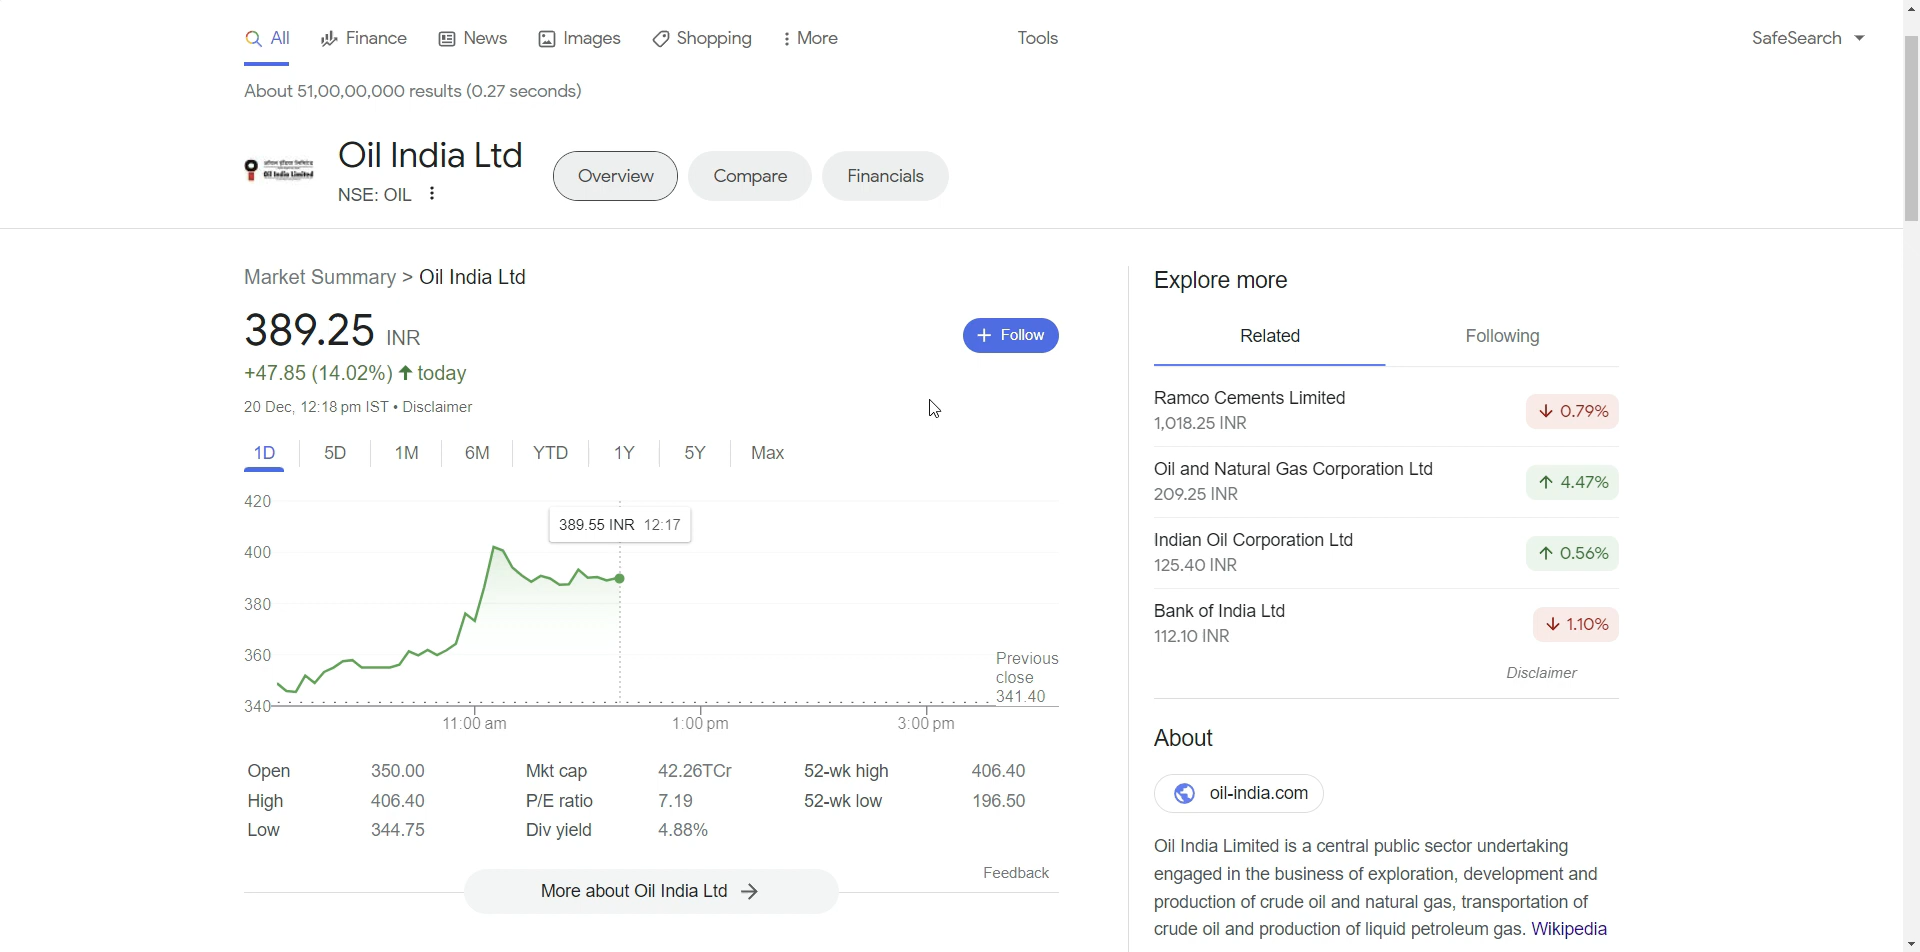 All Finance News Images Shopping More Tools SafeSearch
About 51,00,00,000 results (0.27 seconds)
Oil India Limited
Oil India Ltd
NSE: OIL
Overview Compare Financials
Market Summary > Oil India Ltd
389.25 INR
+ Follow
+47.85 (14.02%) ↑ today
20 Dec, 12:18 pm IST • Disclaimer
1D 5D 1M 6M YTD 1Y 5Y Max
420
389.55 INR 12:17
400
380
360
Previous
close
341.40
340
11:00 am 1:00 pm 3:00 pm
Open 350.00 Mkt cap 42.26TCr 52-wk high 406.40
High 406.40 P/E ratio 7.19 52-wk low 196.50
Low 344.75 Div yield 4.88%
Feedback
More about Oil India Ltd →
Explore more
Related Following
Ramco Cements Limited
1,018.25 INR
↓ 0.79%
Oil and Natural Gas Corporation Ltd
209.25 INR
↑ 4.47%
Indian Oil Corporation Ltd
125.40 INR
↑ 0.56%
Bank of India Ltd
112.10 INR
↓ 1.10%
Disclaimer
About
oil-india.com
Oil India Limited is a central public sector undertaking
engaged in the business of exploration, development and
production of crude oil and natural gas, transportation of
crude oil and production of liquid petroleum gas. Wikipedia